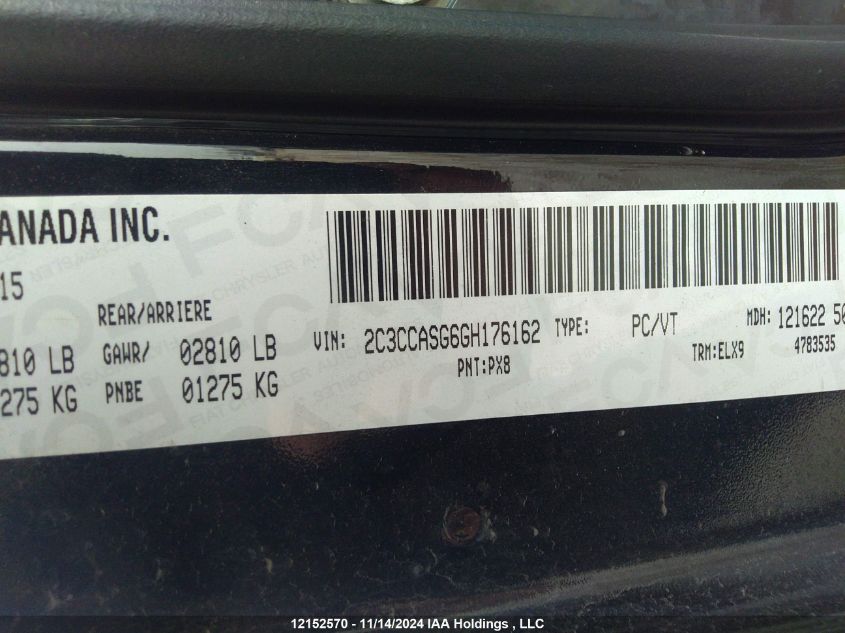 ANADA INC.
15
REAR/ARRIERE
810 LB GAWR/ 02810 LB
275 KG PNBE 01275 KG
VIN: 2C3CCASG6GH176162 TYPE: PC/VT MDH: 121622 50
PNT:PX8 TRM:ELX9 4783535
12152570 - 11/14/2024 IAA Holdings , LLC